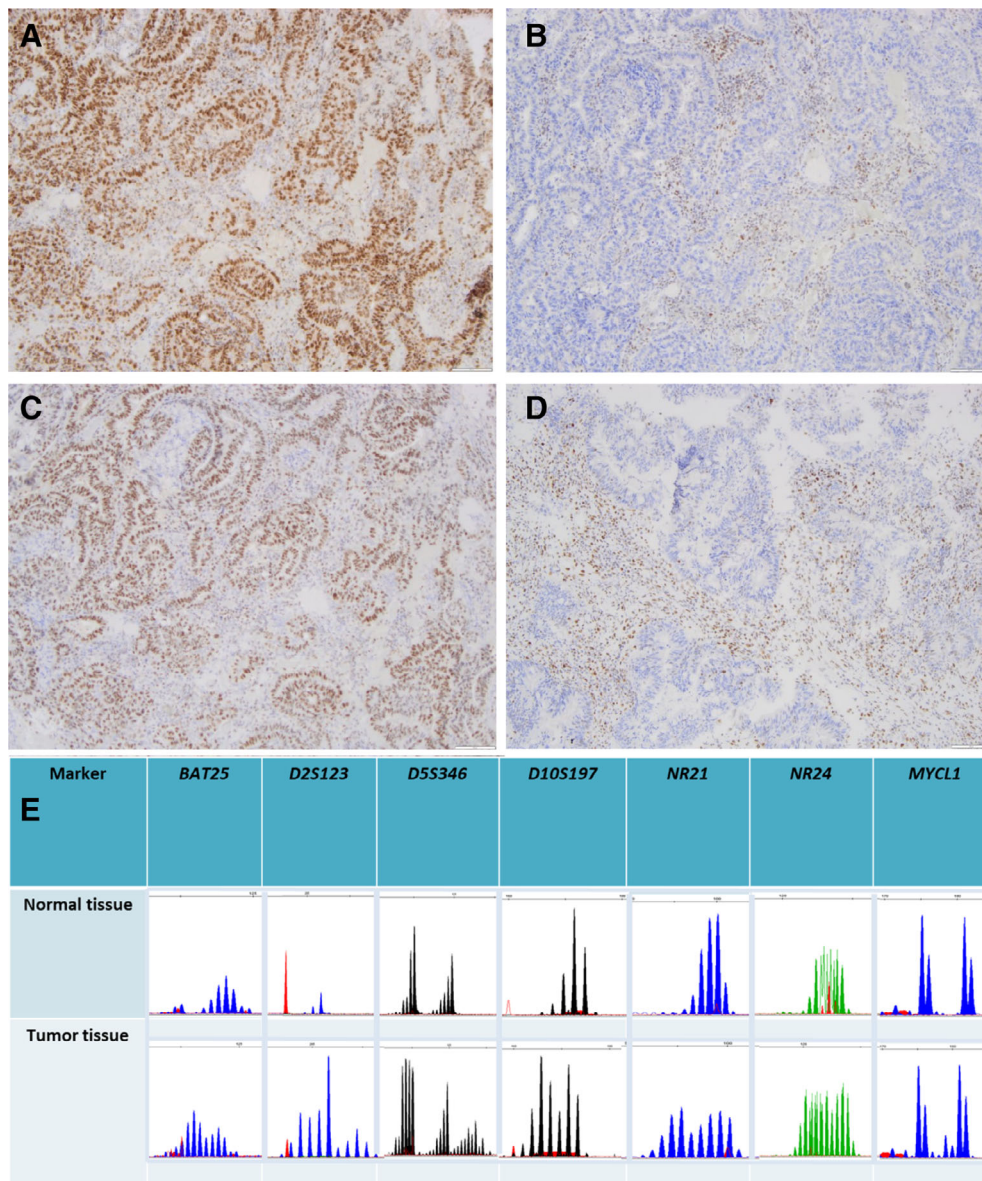 A
B
C
D
Marker
BAT25
D2S123
D5S346
D10S197
NR21
NR24
MYCL1
E
Normal tissue
Tumor tissue